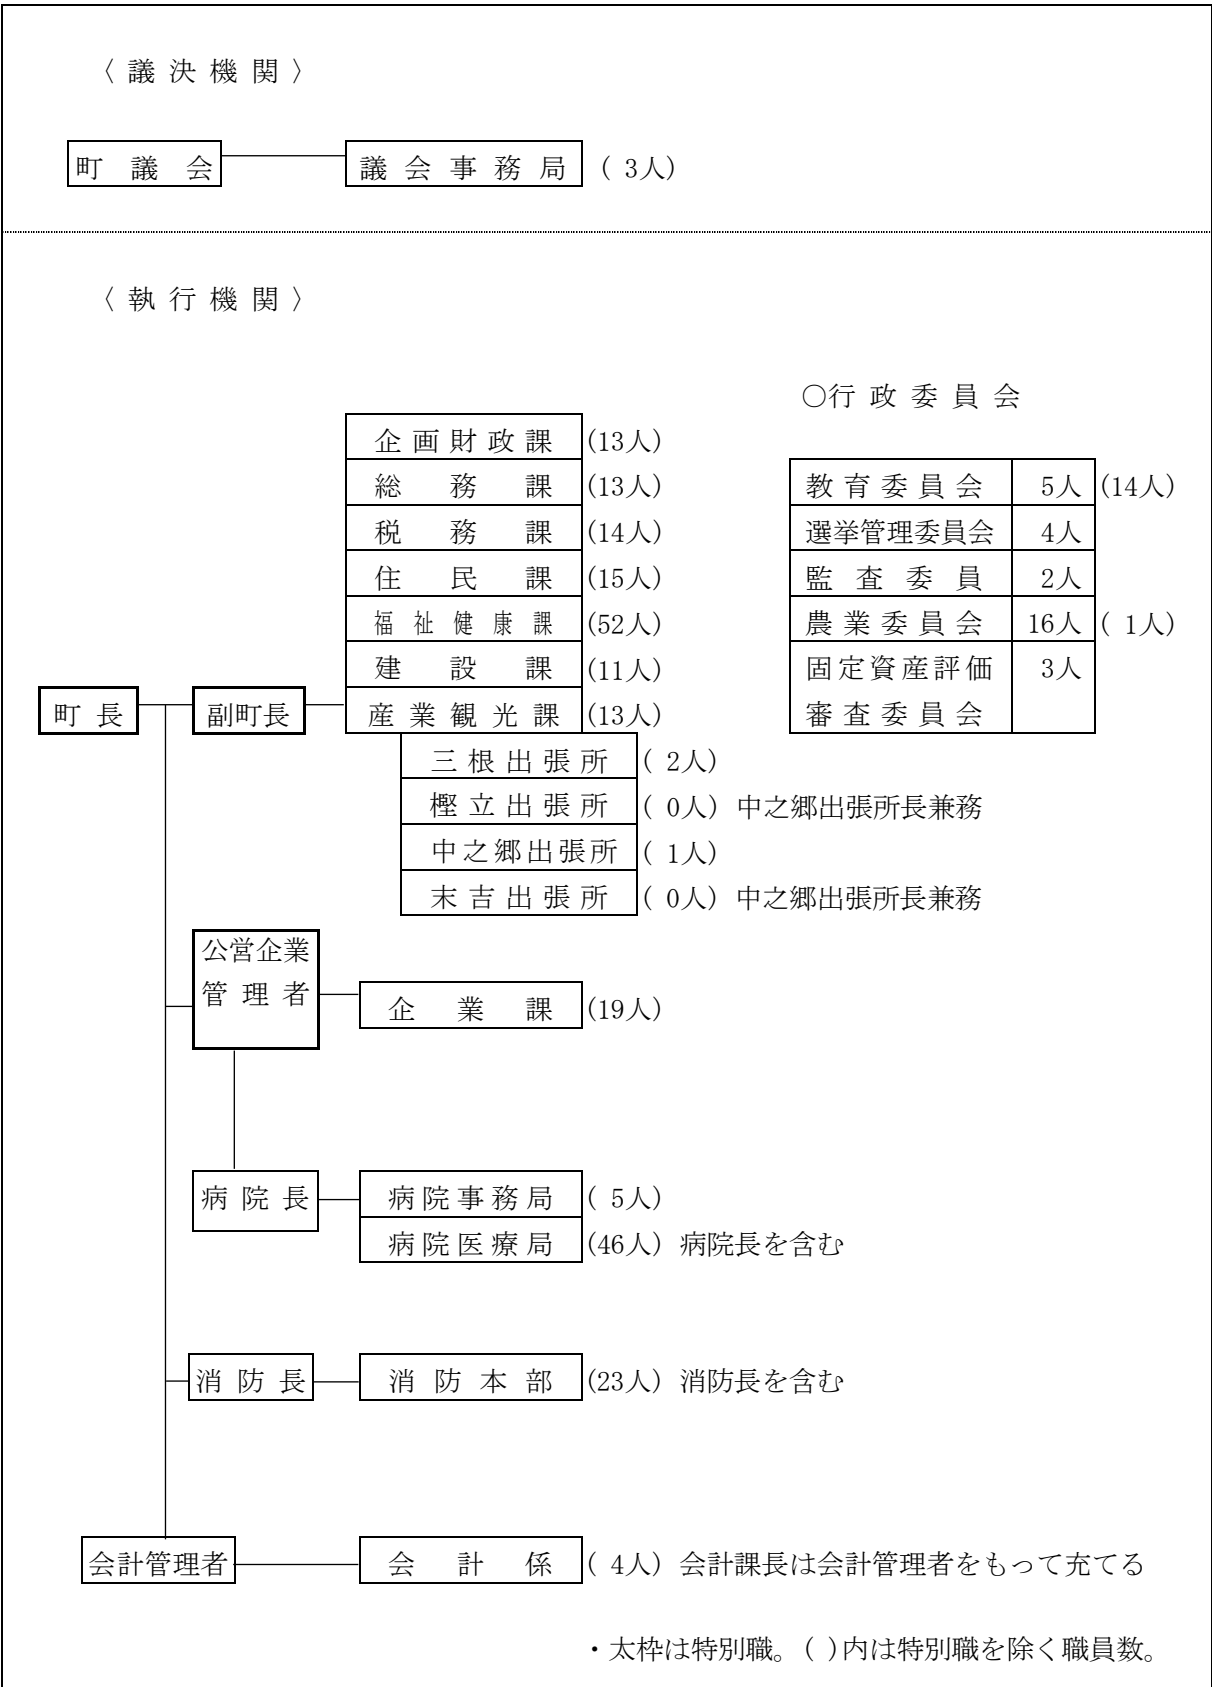 〈議決機関〉
町議会 議会事務局 ( 3人)
〈執行機関〉
○行政委員会
企画財政課 (13人)
総務課 (13人) 教育委員会 5人 (14人)
税務課 (14人) 選挙管理委員会 4人
住民課 (15人) 監査委員 2人
福祉健康課 (52人) 農業委員会 16人 ( 1人)
建設課 (11人) 固定資産評価 3人
町長 副町長 産業観光課 (13人) 審査委員会
三根出張所 ( 2人)
樫立出張所 ( 0人) 中之郷出張所長兼務
中之郷出張所 ( 1人)
末吉出張所 ( 0人) 中之郷出張所長兼務
公営企業
管理者 企業課 (19人)
病院長 病院事務局 ( 5人)
病院医療局 (46人) 病院長を含む
消防長 消防本部 (23人) 消防長を含む
会計管理者 会計係 ( 4人) 会計課長は会計管理者をもって充てる
・太枠は特別職。( )内は特別職を除く職員数。